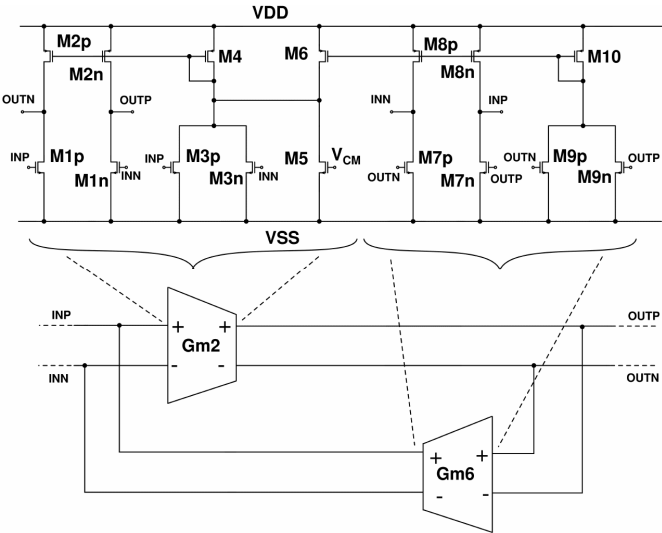 VDD
M2p
M2n
M4
M6
M8p
M8n
M10
OUTN
OUTP
INN
INP
INP
M1p
M1n
INN
INP
M3p
M3n
INN
M5
VCM
M7p
OUTN
M7n
OUTP
OUTN
M9p
M9n
OUTP
VSS
INP
+ +
Gm2
- -
INN
OUTP
OUTN
+ +
Gm6
- -